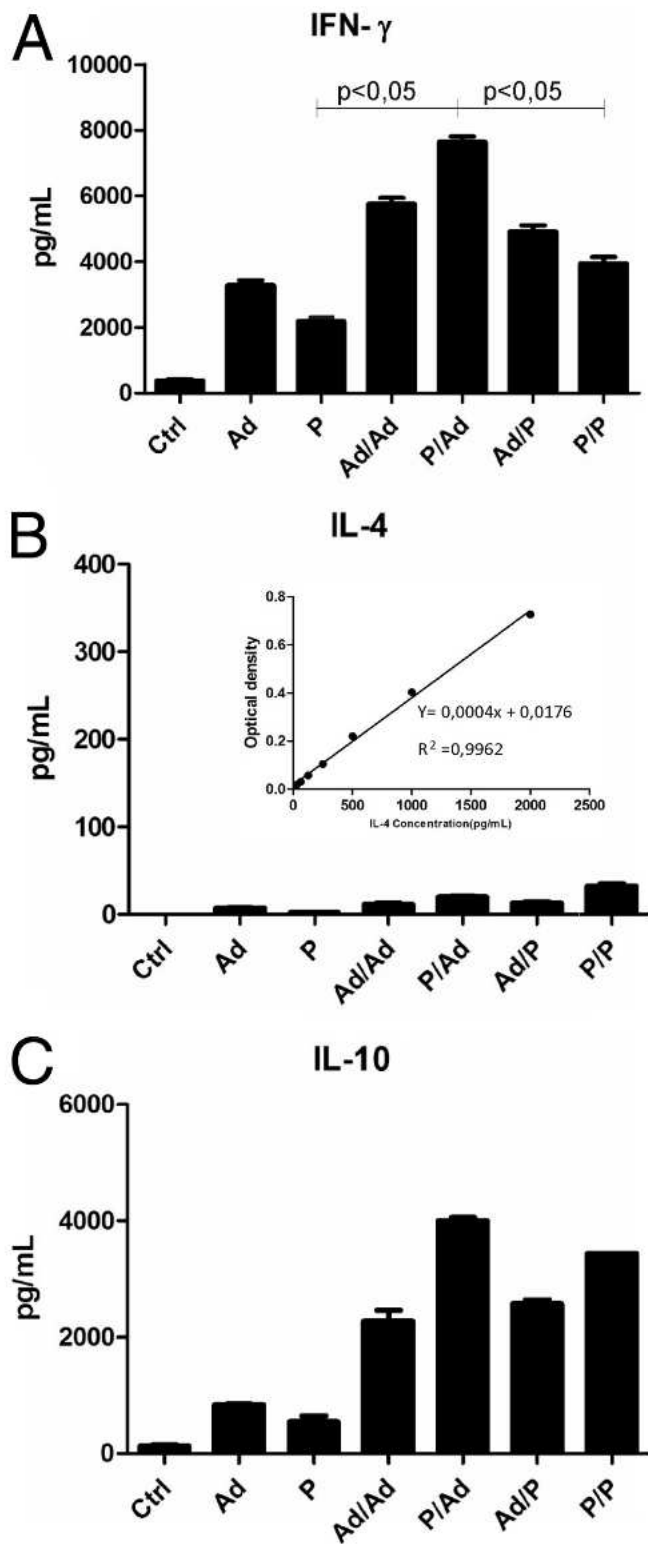 A
IFN- γ
10000
8000
6000
4000
2000
0
pg/mL
p<0,05
p<0,05
Ctrl
Ad
P
Ad/Ad
P/Ad
Ad/P
P/P
B
IL-4
400
300
200
100
0
pg/mL
0.8
0.6
0.4
0.2
0.0
Optical density
Y= 0,0004x + 0,0176
R² =0,9962
0
500
1000
1500
2000
2500
IL-4 Concentration(pg/mL)
Ctrl
Ad
P
Ad/Ad
P/Ad
Ad/P
P/P
C
IL-10
6000
4000
2000
0
pg/mL
Ctrl
Ad
P
Ad/Ad
P/Ad
Ad/P
P/P